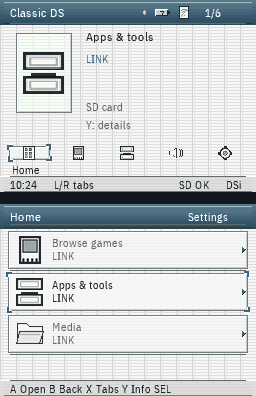 Classic DS 1/6
Apps & tools
LINK
SD card
Y: details
Home
10:24 L/R tabs SD OK DSi
Home Settings
Browse games
LINK
Apps & tools
LINK
Media
LINK
A Open B Back X Tabs Y Info SEL